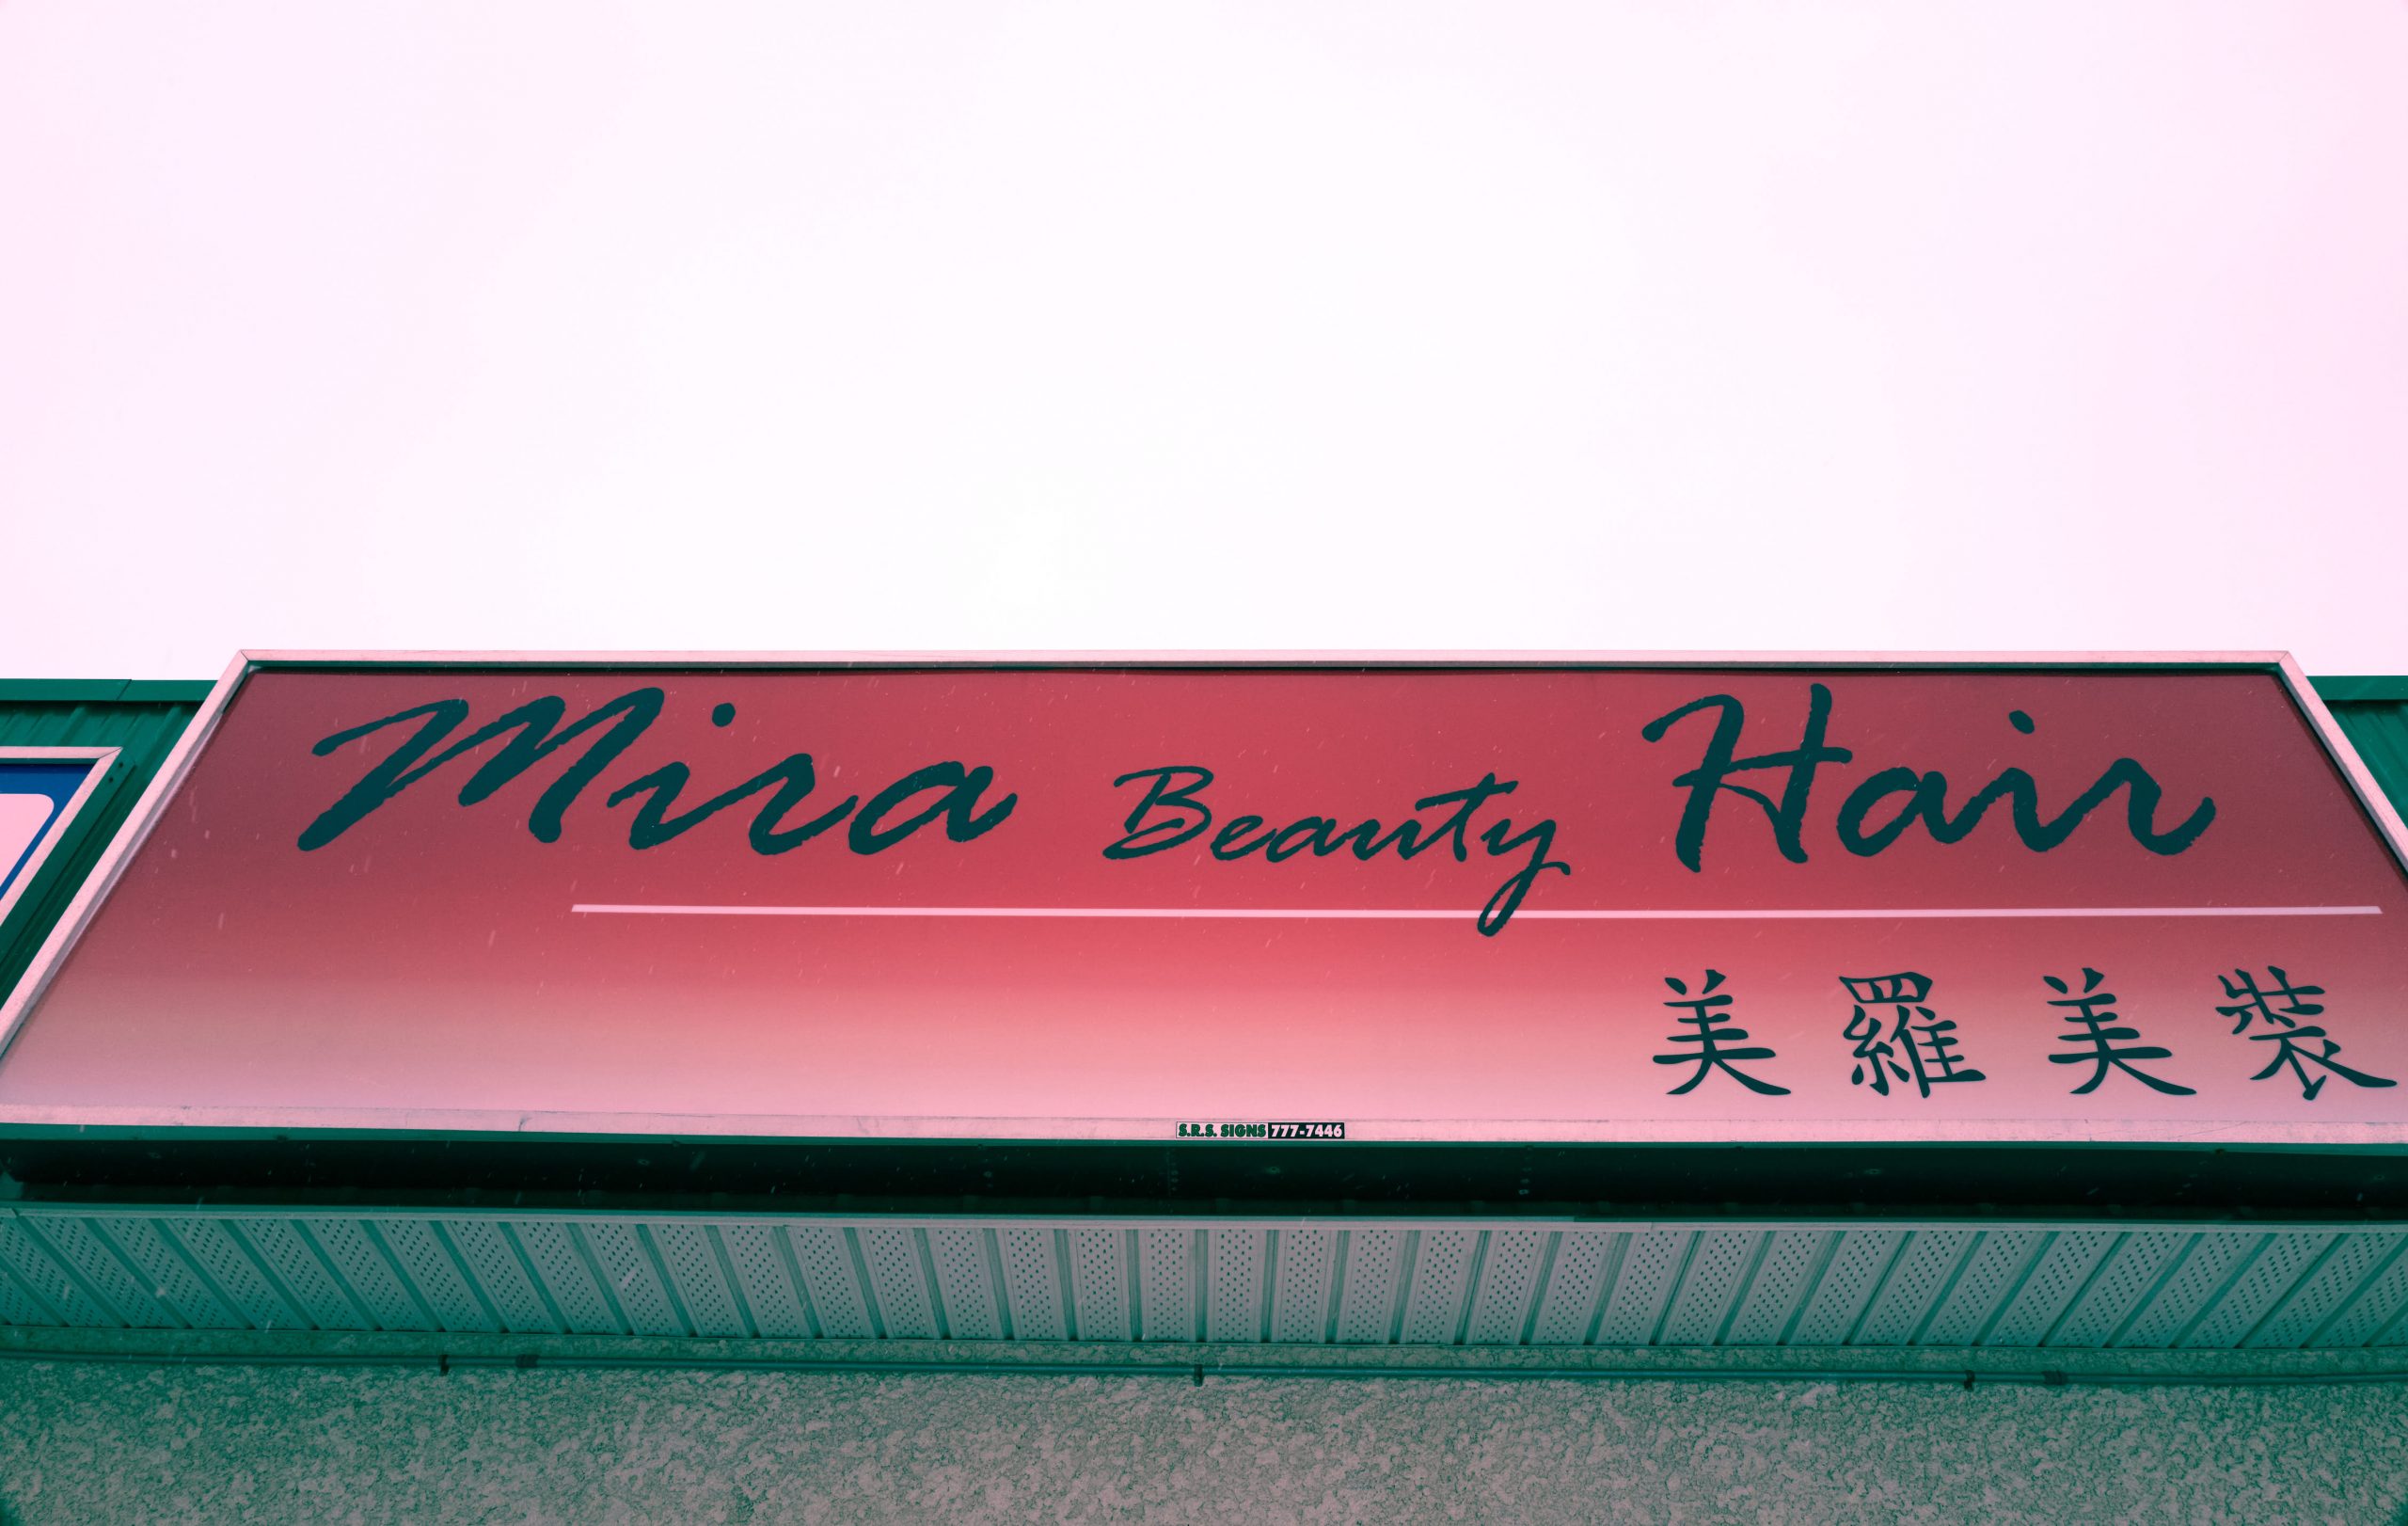 Mira Beauty Hair
美羅美裝
S.R.S. SIGNS 777-7446